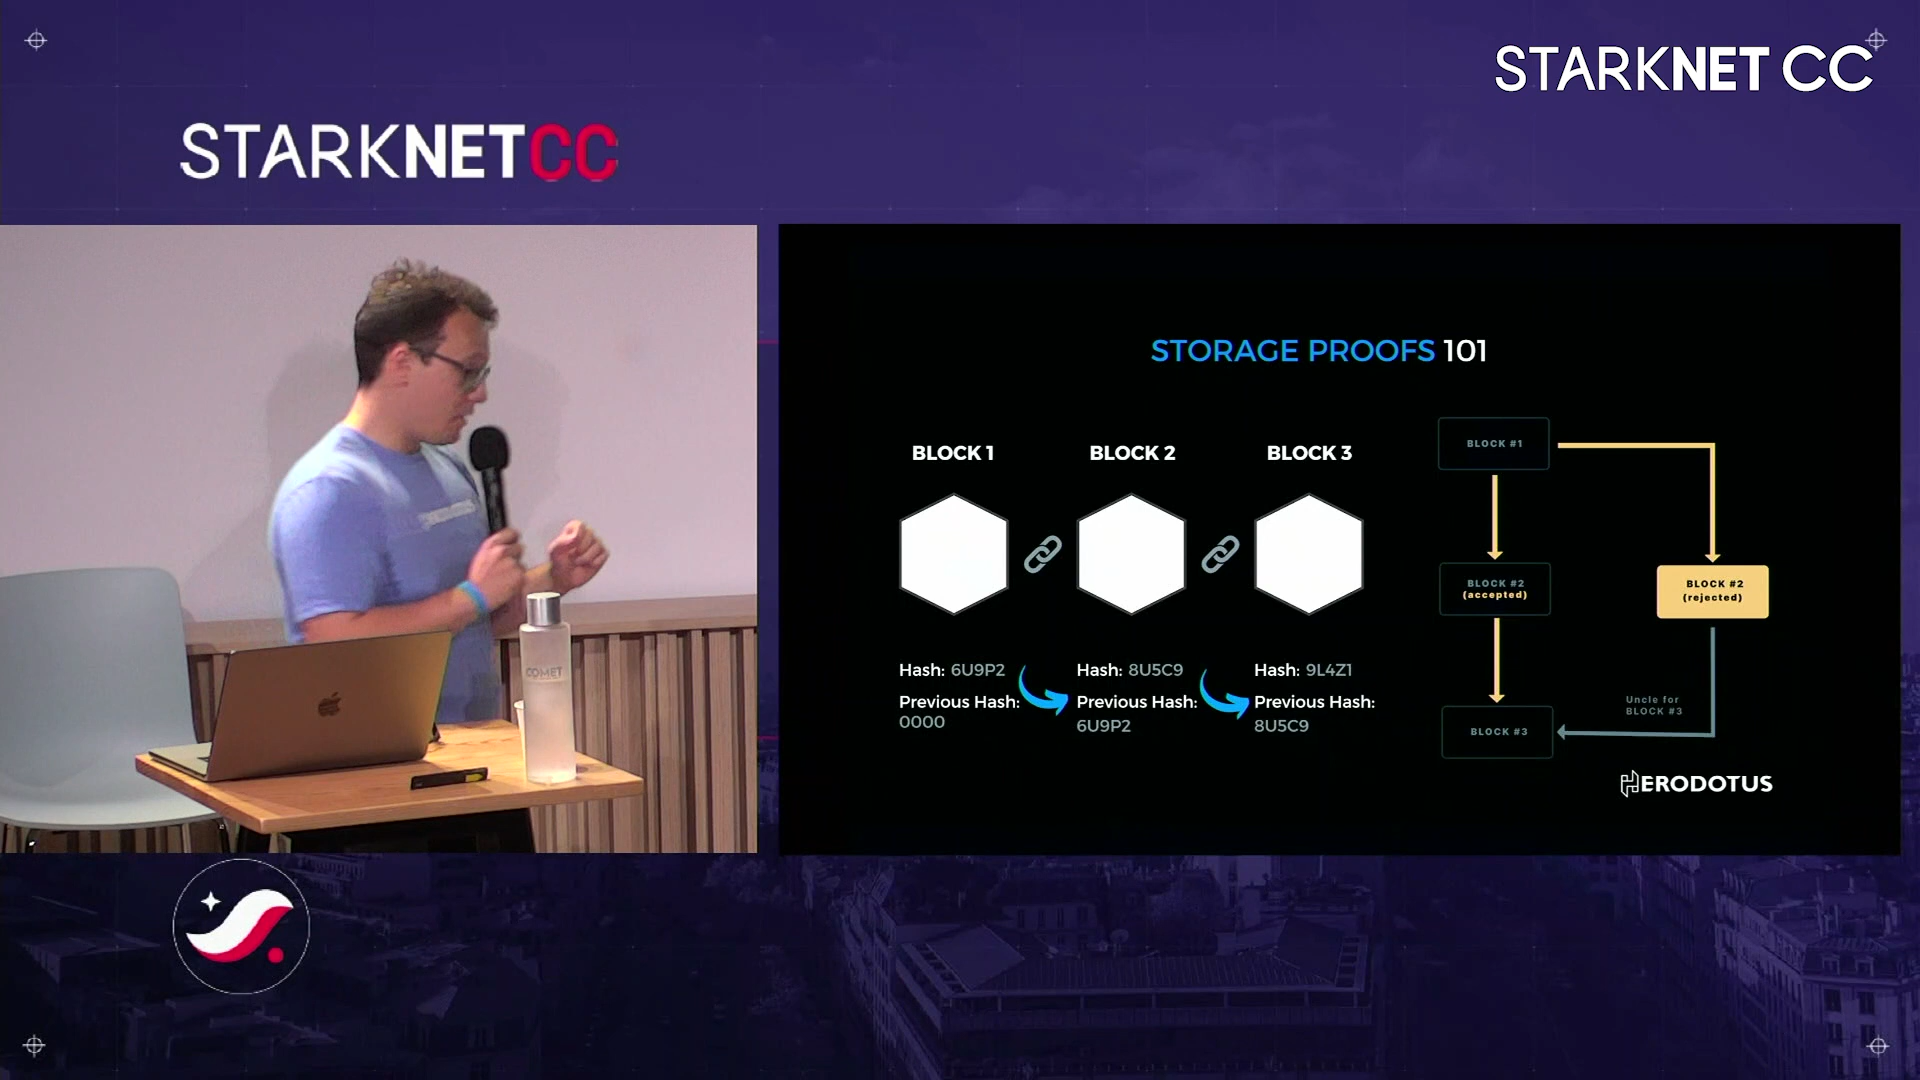 STARKNET CC
STARKNETCC
STORAGE PROOFS 101
BLOCK 1
BLOCK 2
BLOCK 3
Hash: 6U9P2
Previous Hash:
0000
Hash: 8U5C9
Previous Hash:
6U9P2
Hash: 9L4Z1
Previous Hash:
8U5C9
BLOCK #1
BLOCK #2
(accepted)
BLOCK #2
(rejected)
Uncle for
BLOCK #3
BLOCK #3
HERODOTUS
COMET